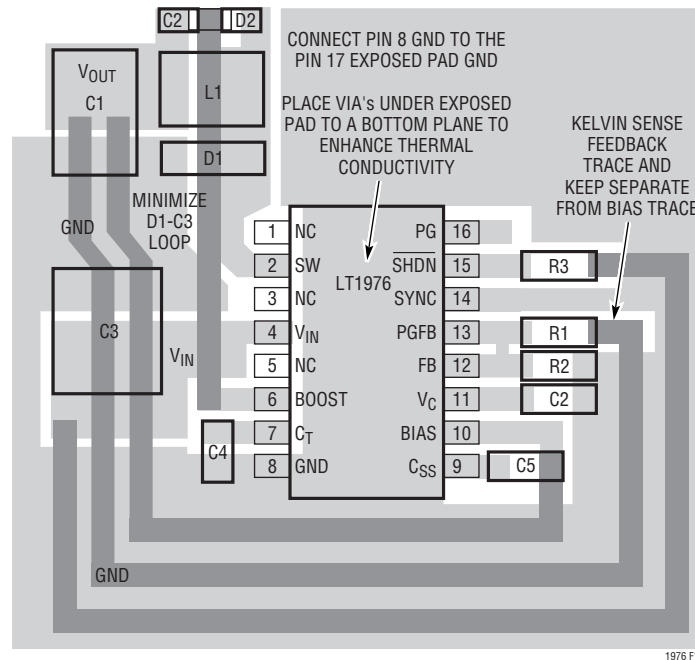 C2
D2
CONNECT PIN 8 GND TO THE
PIN 17 EXPOSED PAD GND
VOUT
C1
L1
PLACE VIA's UNDER EXPOSED
PAD TO A BOTTOM PLANE TO
ENHANCE THERMAL
CONDUCTIVITY
KELVIN SENSE
FEEDBACK
TRACE AND
KEEP SEPARATE
FROM BIAS TRACE
D1
MINIMIZE
D1-C3
LOOP
GND
1 NC
PG 16
2 SW
SHDN 15
R3
LT1976
3 NC
SYNC 14
C3
4 VIN
PGFB 13
R1
VIN
5 NC
FB 12
R2
6 BOOST
VC 11
C2
7 CT
BIAS 10
C4
8 GND
CSS 9
C5
GND
1976 F